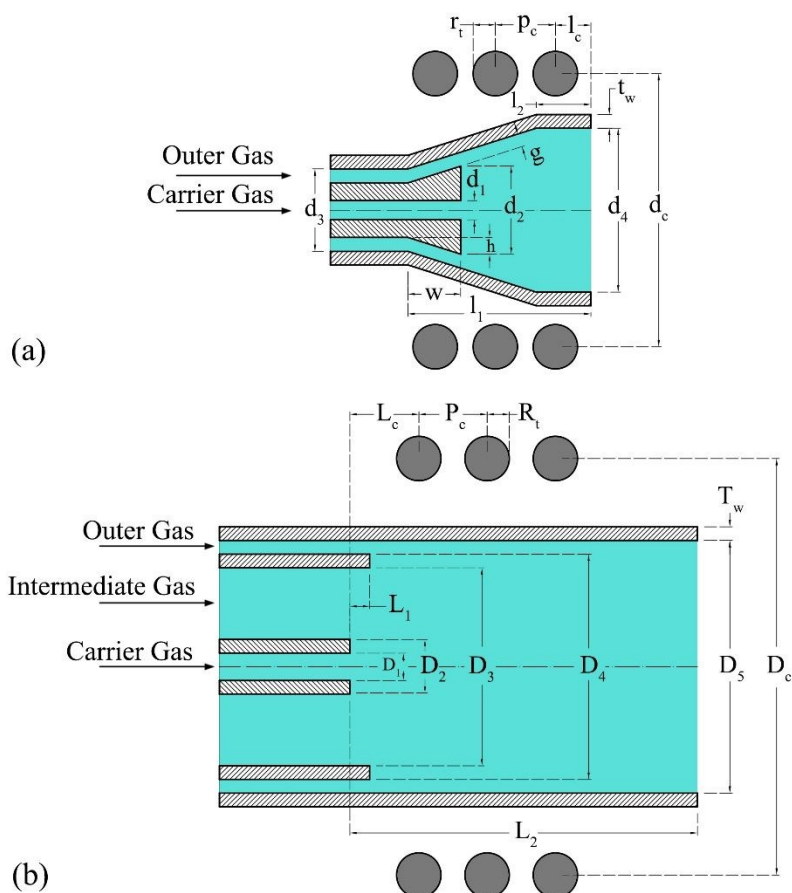 r_t p_c l_c
l_2 t_w
Outer Gas
Carrier Gas
g
d_1
d_3 d_2 d_4 d_c
h
w
l_1
(a)
L_c P_c R_t
T_w
Outer Gas
Intermediate Gas
L_1
Carrier Gas
D_1 D_2 D_3 D_4 D_5 D_c
L_2
(b)